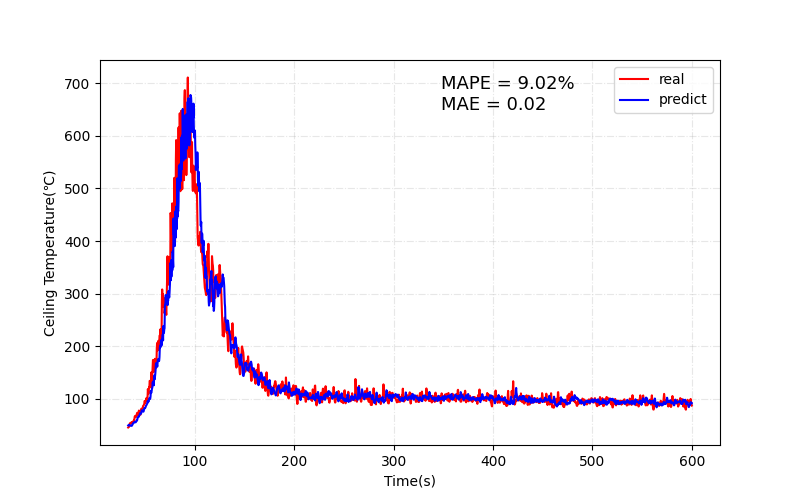 MAPE = 9.02%
MAE = 0.02
real
predict
700
600
500
400
300
200
100
Ceiling Temperature(℃)
100 200 300 400 500 600
Time(s)